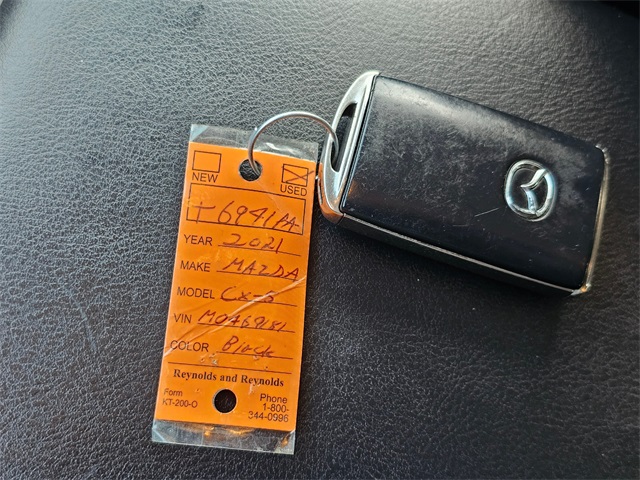 NEW USED
T6941PA
YEAR 2021
MAKE MAZDA
MODEL CX-5
VIN M0469181
COLOR Black
Reynolds and Reynolds
Form Phone
KT-200-O 1-800-
344-0996